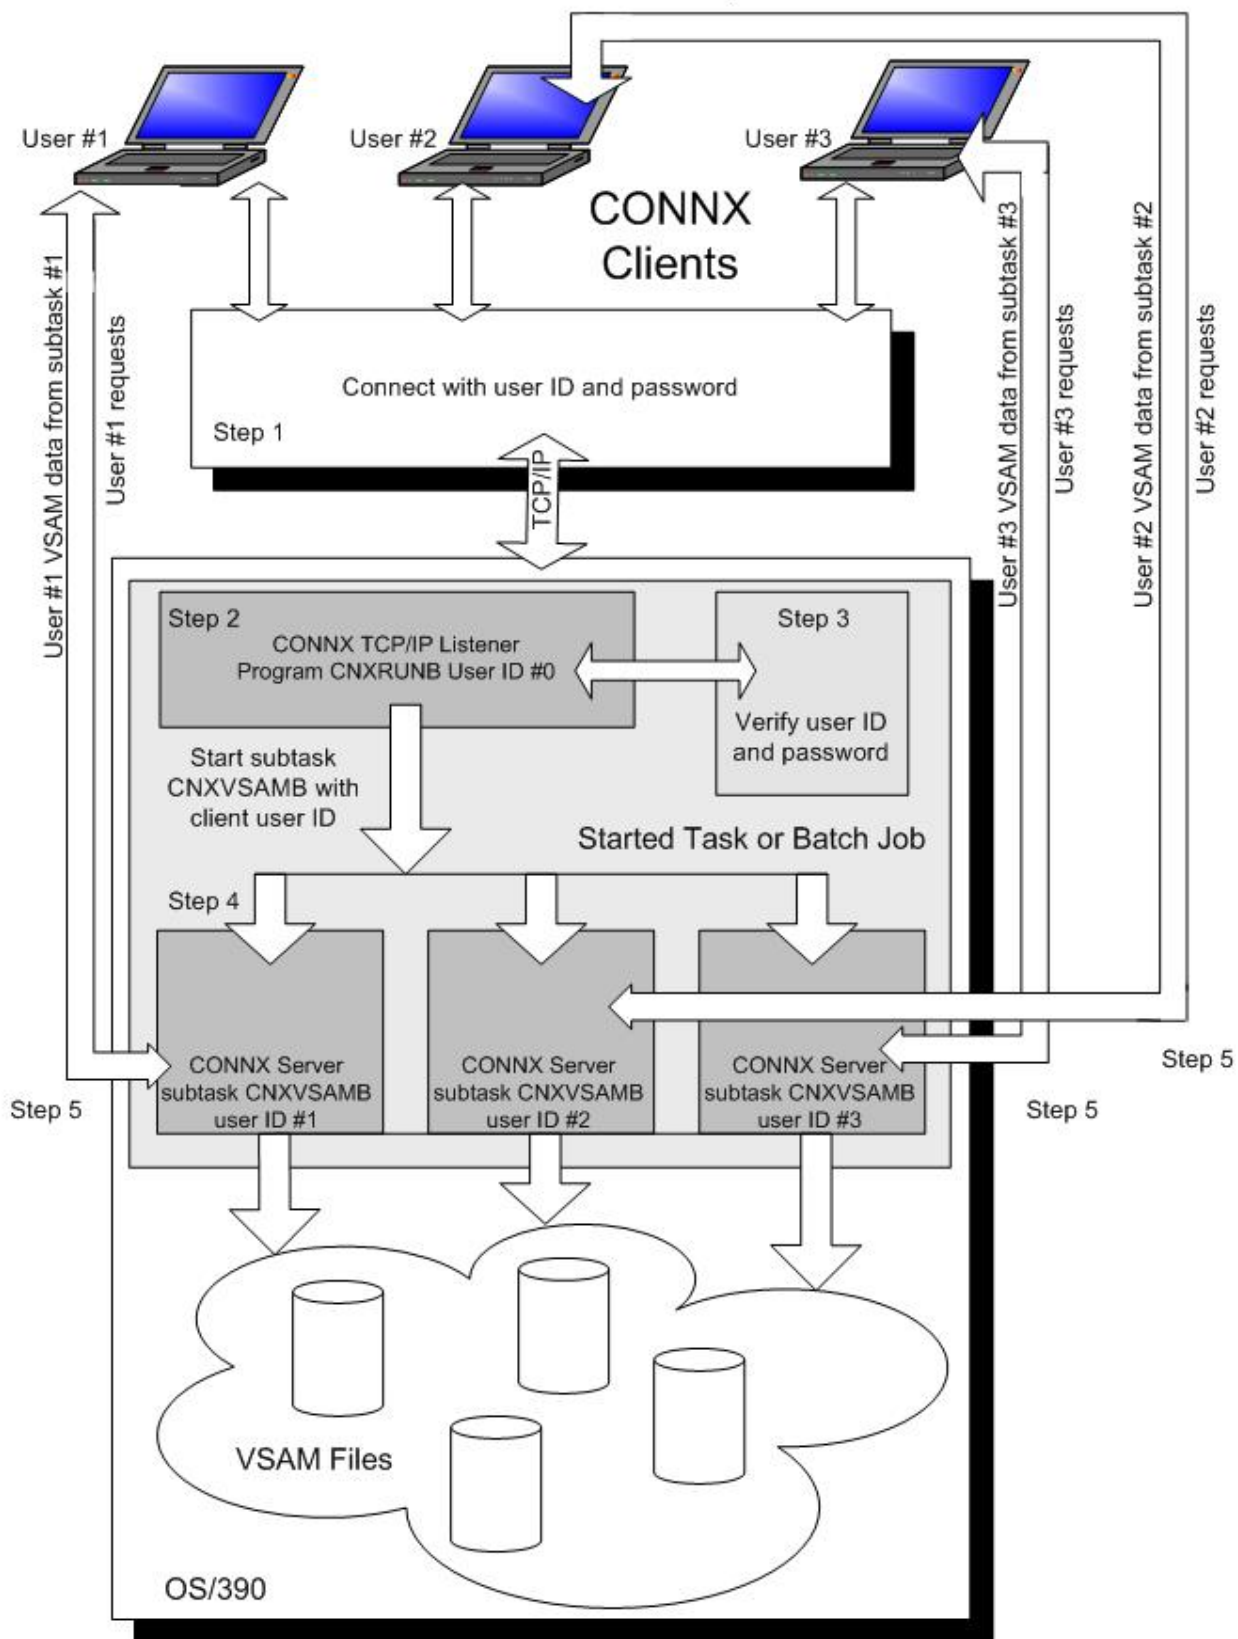 User #1
User #2
User #3
CONNX
Clients
User #1 VSAM data from subtask #1
User #1 requests
User #3 VSAM data from subtask #3
User #3 requests
User #2 VSAM data from subtask #2
User #2 requests
Connect with user ID and password
Step 1
TCP/IP
Step 2
CONNX TCP/IP Listener
Program CNXRUNB User ID #0
Step 3
Verify user ID
and password
Start subtask
CNXVSAMB with
client user ID
Started Task or Batch Job
Step 4
CONNX Server
subtask CNXVSAMB
user ID #1
CONNX Server
subtask CNXVSAMB
user ID #2
CONNX Server
subtask CNXVSAMB
user ID #3
Step 5
Step 5
Step 5
VSAM Files
OS/390